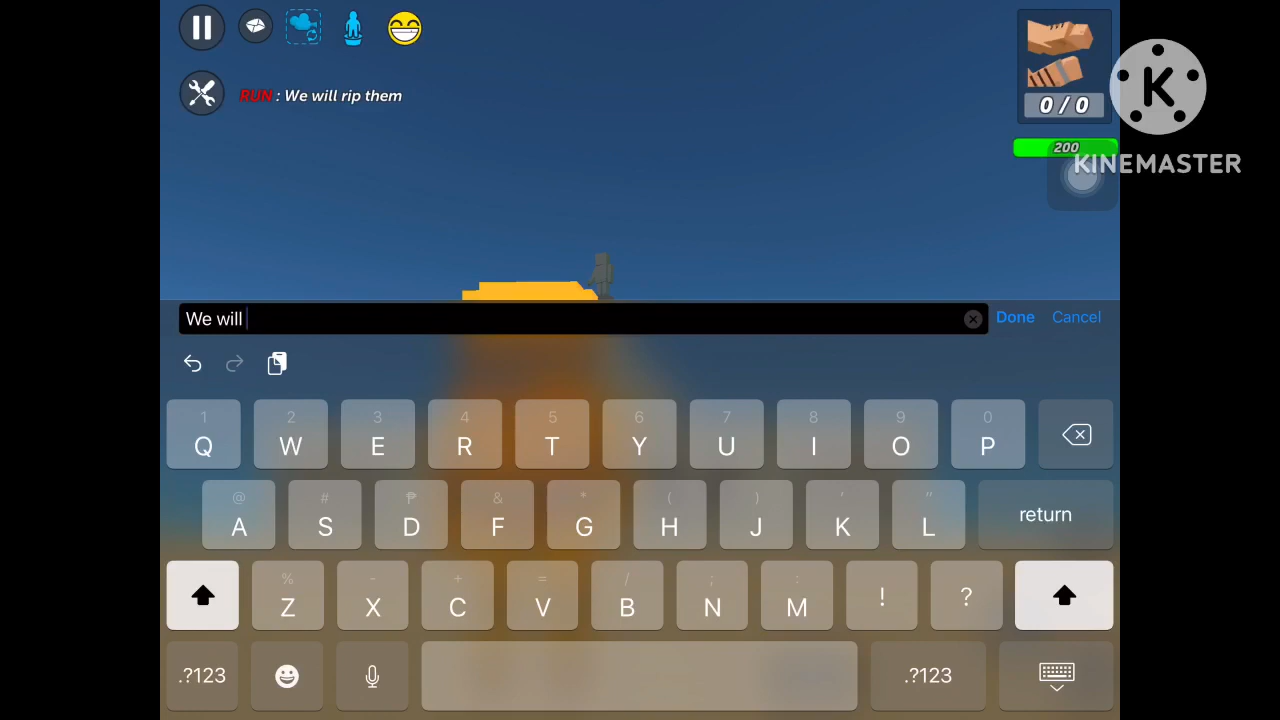 RUN : We will rip them
0 / 0
200
K
KINEMASTER
We will
Done Cancel
1 2 3 4 5 6 7 8 9 0
Q W E R T Y U I O P
@ # ₱ & * ( ) ' "
A S D F G H J K L return
% - + = / ; :
Z X C V B N M ! ?
.?123 .?123